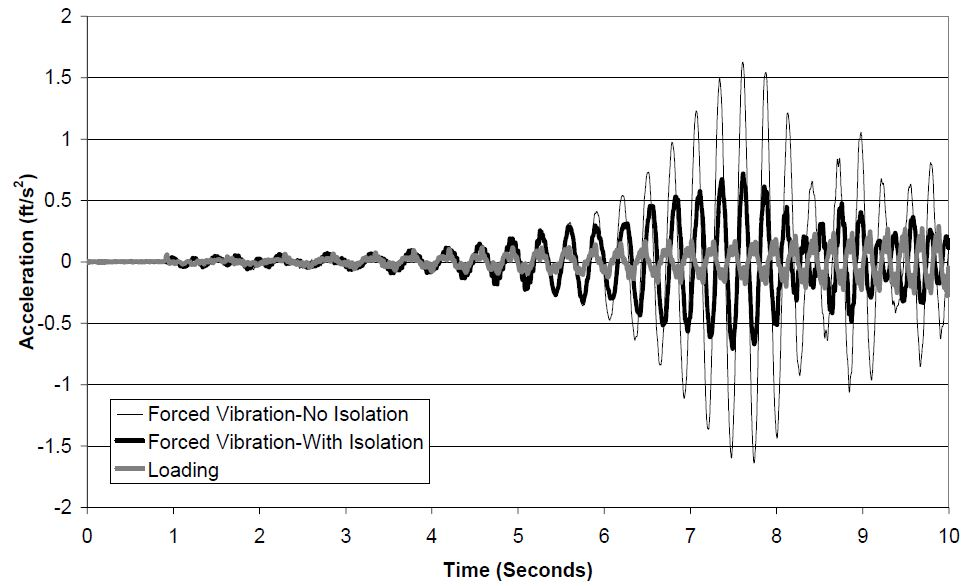 2
1.5
1
0.5
0
-0.5
-1
-1.5
-2
Acceleration (ft/s²)
Forced Vibration-No Isolation
Forced Vibration-With Isolation
Loading
0 1 2 3 4 5 6 7 8 9 10
Time (Seconds)